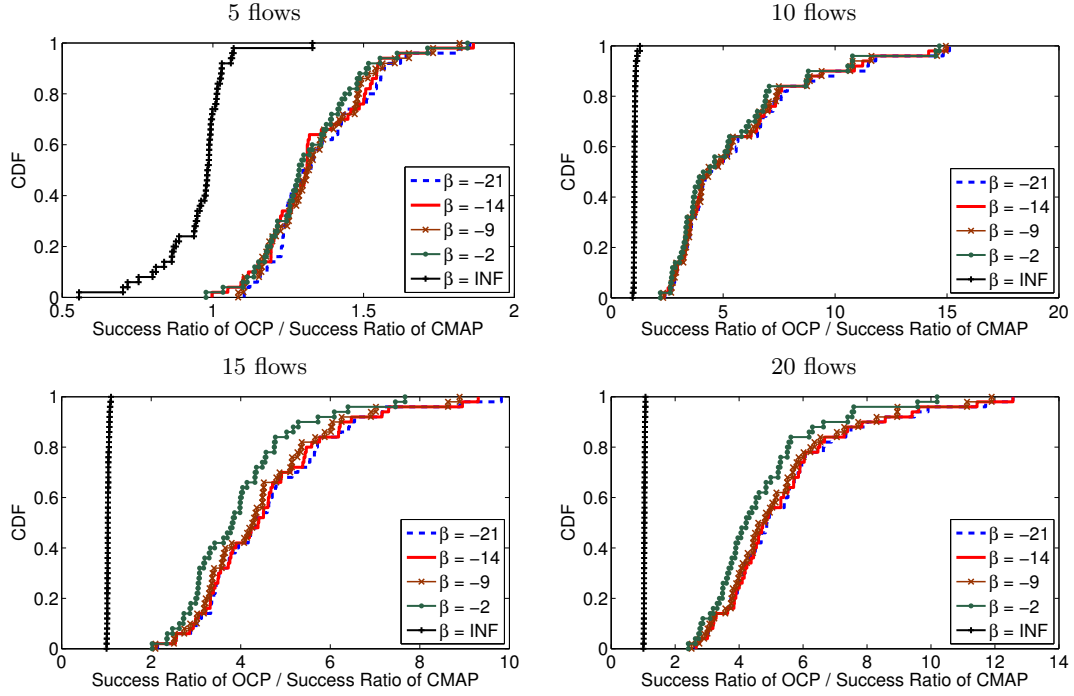 5 flows
1
0.8
0.6
0.4
0.2
0
CDF
0.5 1 1.5 2
Success Ratio of OCP / Success Ratio of CMAP
β = −21
β = −14
β = −9
β = −2
β = INF
10 flows
1
0.8
0.6
0.4
0.2
0
CDF
0 5 10 15 20
Success Ratio of OCP / Success Ratio of CMAP
β = −21
β = −14
β = −9
β = −2
β = INF
15 flows
1
0.8
0.6
0.4
0.2
0
CDF
0 2 4 6 8 10
Success Ratio of OCP / Success Ratio of CMAP
β = −21
β = −14
β = −9
β = −2
β = INF
20 flows
1
0.8
0.6
0.4
0.2
0
CDF
0 2 4 6 8 10 12 14
Success Ratio of OCP / Success Ratio of CMAP
β = −21
β = −14
β = −9
β = −2
β = INF